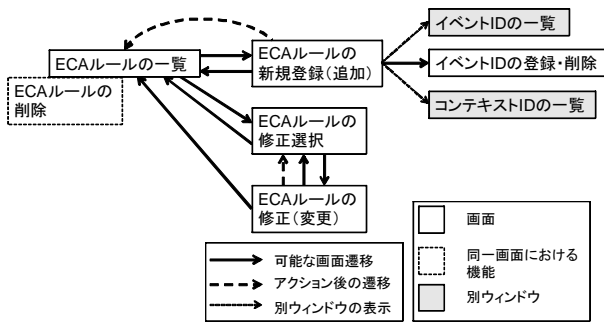 ECAルールの一覧
ECAルールの
削除
ECAルールの
新規登録(追加)
イベントIDの一覧
イベントIDの登録・削除
コンテキストIDの一覧
ECAルールの
修正選択
ECAルールの
修正(変更)
可能な画面遷移
アクション後の遷移
別ウィンドウの表示
画面
同一画面における
機能
別ウィンドウ